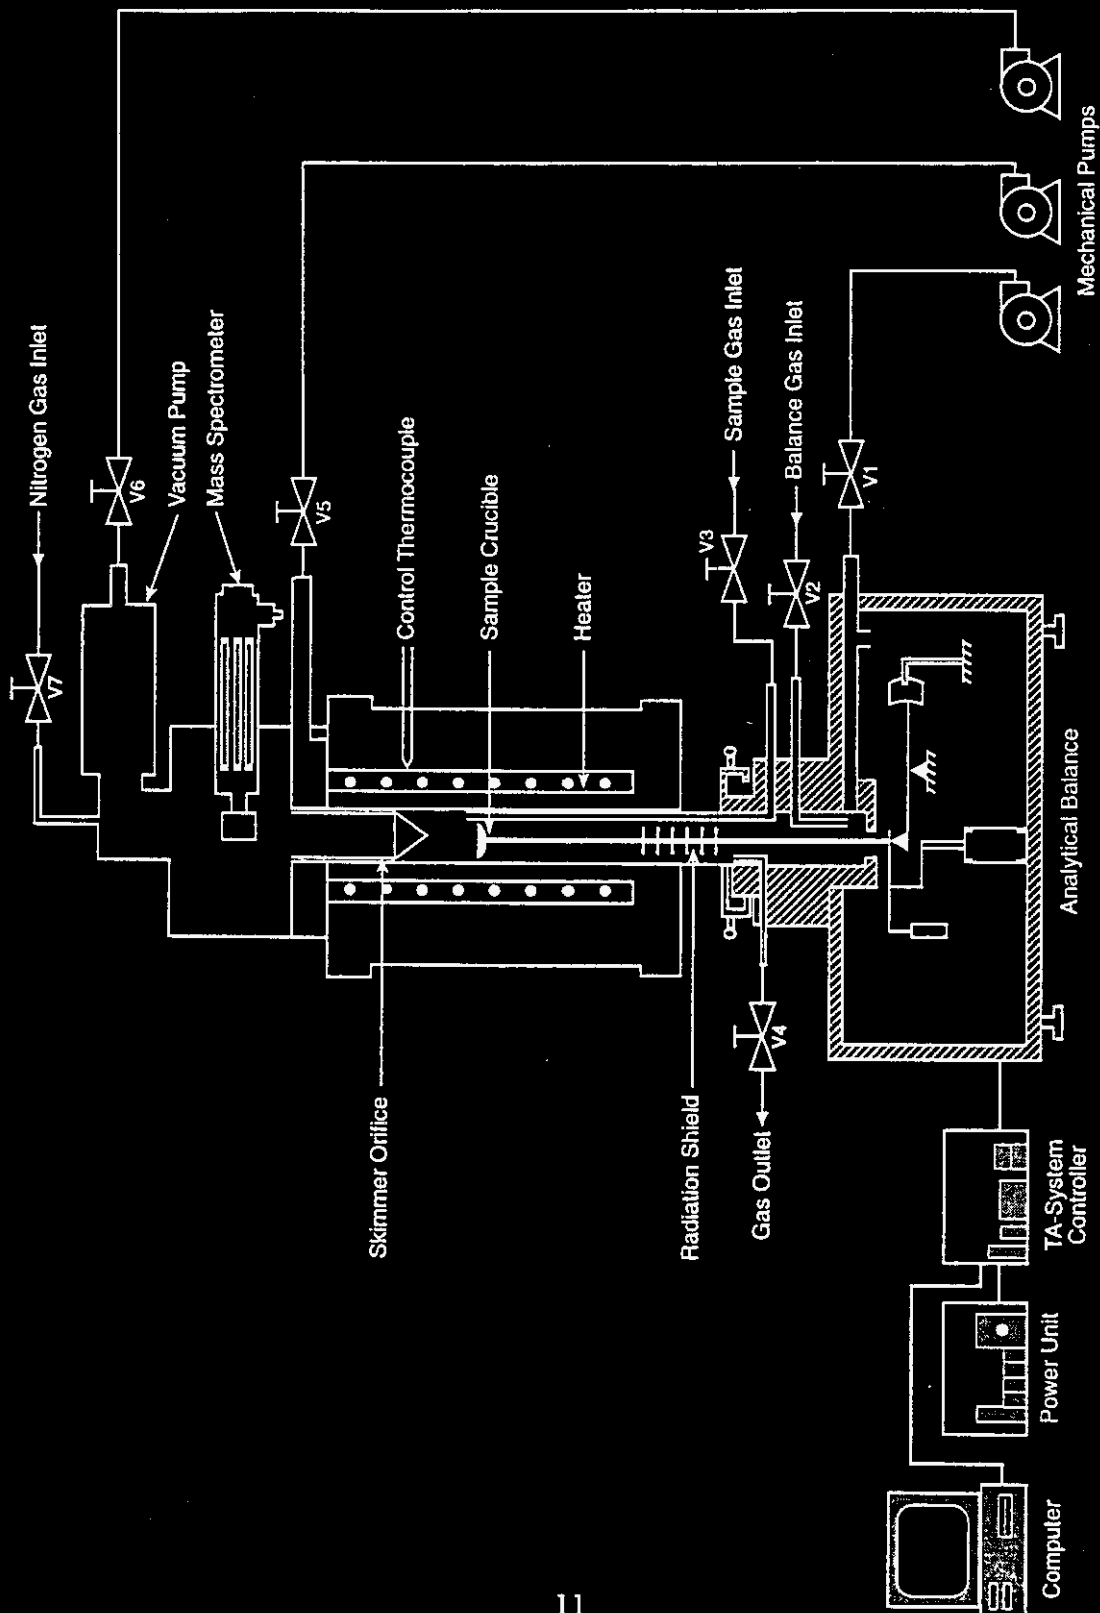 Nitrogen Gas Inlet
V7
V6
Vacuum Pump
Mass Spectrometer
V5
Control Thermocouple
Sample Crucible
Heater
Skimmer Orifice
Radiation Shield
V3
Sample Gas Inlet
V2
Balance Gas Inlet
V4
Gas Outlet
V1
Computer
Power Unit
TA-System
Controller
Analytical Balance
Mechanical Pumps
11